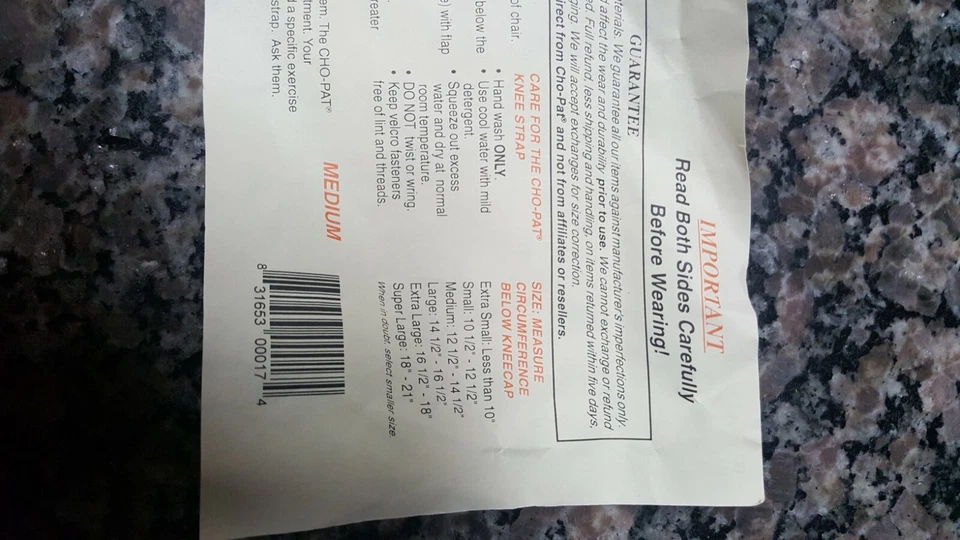 IMPORTANT
Read Both Sides Carefully
Before Wearing!
GUARANTEE
We guarantee all our items against manufacturer's imperfections only.
affect the wear and durability prior to use. We cannot exchange or refund
Full refund, less shipping and handling, on items returned within five days,
We will accept exchanges for size correction.
direct from Cho-Pat® and not from affiliates or resellers.
of chair.
below the
with flap
CARE FOR THE CHO-PAT®
KNEE STRAP
• Hand wash ONLY.
• Use cool water with mild
detergent.
• Squeeze out excess
water and dry at normal
room temperature.
• DO NOT twist or wring.
• Keep velcro fasteners
free of lint and threads.
SIZE: MEASURE
CIRCUMFERENCE
BELOW KNEECAP
Extra Small: Less than 10"
Small: 10 1/2" - 12 1/2"
Medium: 12 1/2" - 14 1/2"
Large: 14 1/2" - 16 1/2"
Extra Large: 16 1/2" - 18"
Super Large: 18" - 21"
When in doubt, select smaller size.
The CHO-PAT®
Your
a specific exercise
strap. Ask them.
MEDIUM
8 31653 00017 4